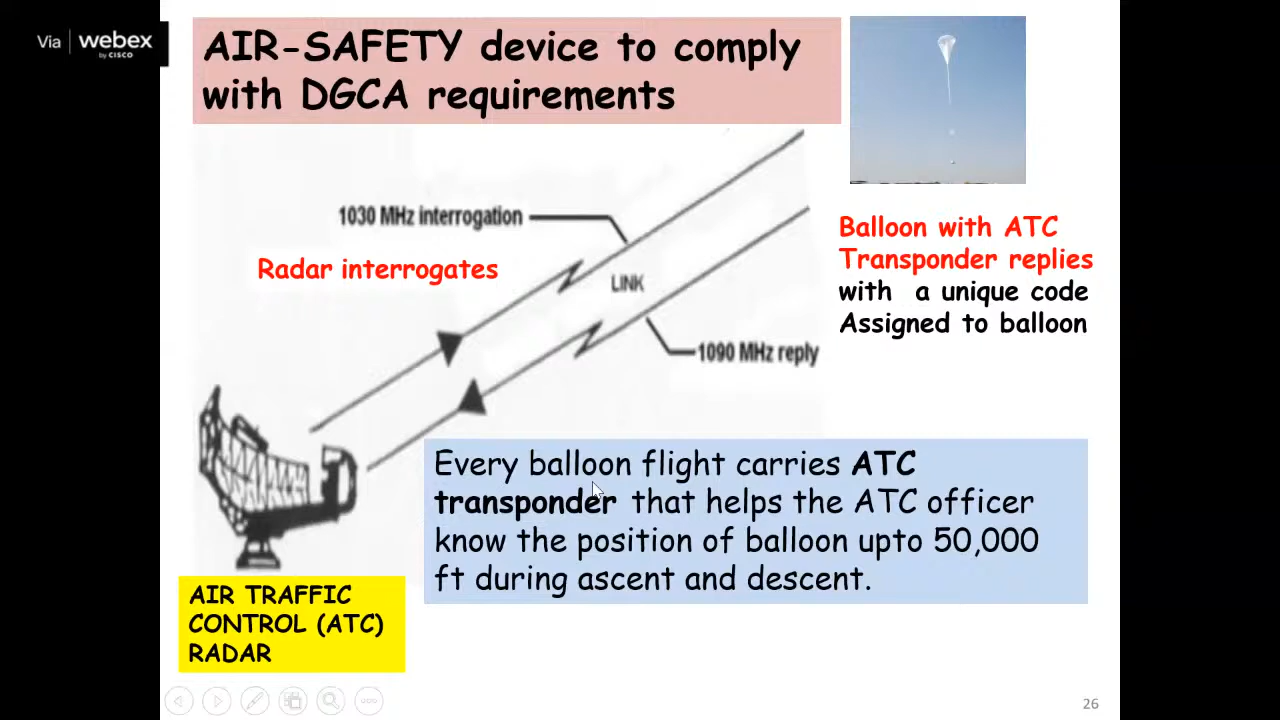 Via | webex
by CISCO
AIR-SAFETY device to comply
with DGCA requirements
1030 MHz interrogation
Radar interrogates
LINK
Balloon with ATC
Transponder replies
with a unique code
Assigned to balloon
1090 MHz reply
Every balloon flight carries ATC
transponder that helps the ATC officer
know the position of balloon upto 50,000
ft during ascent and descent.
AIR TRAFFIC
CONTROL (ATC)
RADAR
26